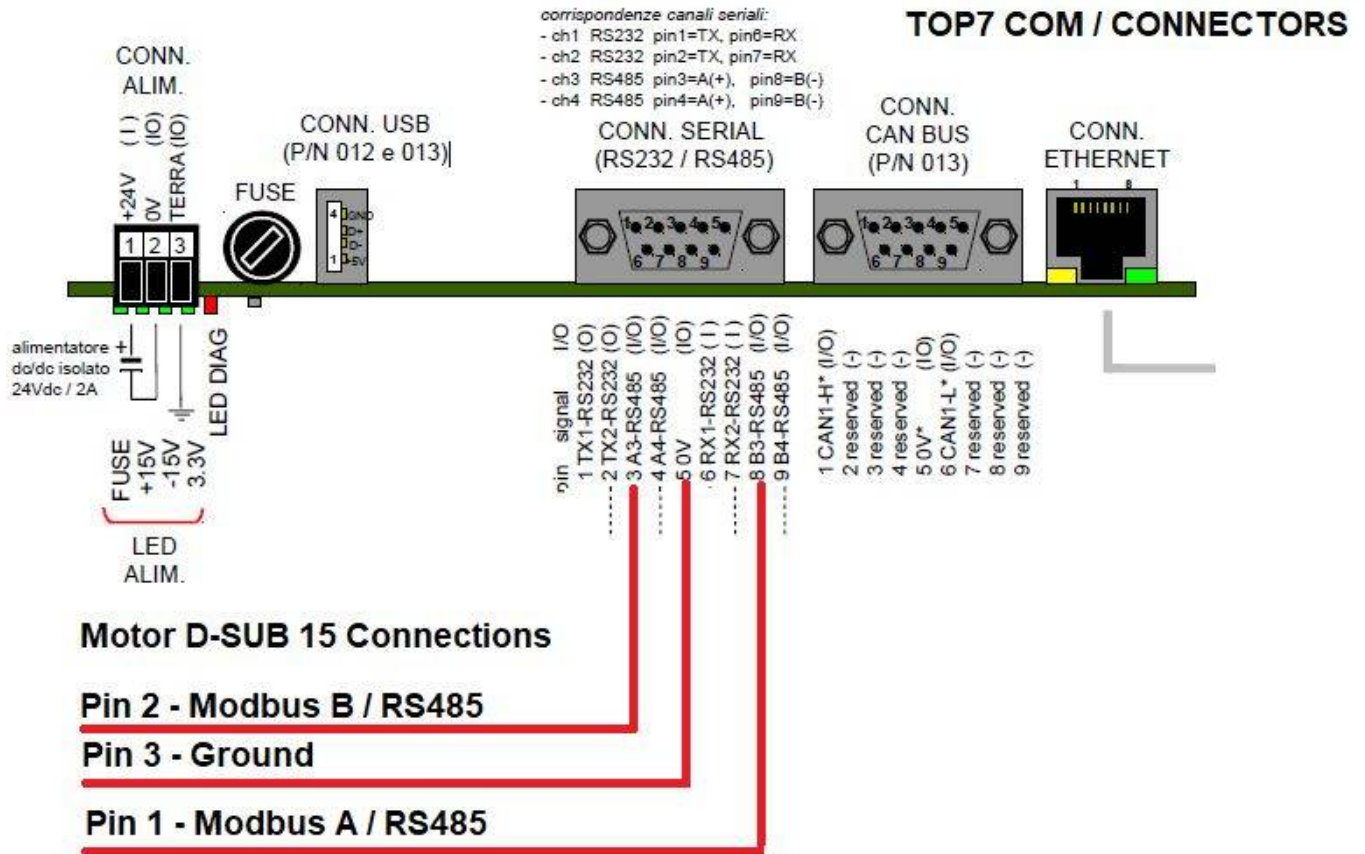 corrispondenze canali seriali:
- ch1 RS232 pin1=TX, pin6=RX
- ch2 RS232 pin2=TX, pin7=RX
- ch3 RS485 pin3=A(+), pin8=B(-)
- ch4 RS485 pin4=A(+), pin9=B(-)
TOP7 COM / CONNECTORS
CONN.
ALIM.
+24V ( I )
0V (IO)
TERRA (IO)
1 2 3
FUSE
CONN. USB
(P/N 012 e 013)
4 GND
D+
D-
1 +5V
CONN. SERIAL
(RS232 / RS485)
1 2 3 4 5
6 7 8 9
CONN.
CAN BUS
(P/N 013)
1 2 3 4 5
6 7 8 9
CONN.
ETHERNET
1 8
alimentatore +
dc/dc isolato
24Vdc / 2A
LED DIAG
FUSE
+15V
-15V
3.3V
LED
ALIM.
pin signal I/O
1 TX1-RS232 (O)
2 TX2-RS232 (O)
3 A3-RS485 (I/O)
4 A4-RS485 (I/O)
5 0V (IO)
6 RX1-RS232 ( I )
7 RX2-RS232 ( I )
8 B3-RS485 (I/O)
9 B4-RS485 (I/O)
1 CAN1-H* (I/O)
2 reserved (-)
3 reserved (-)
4 reserved (-)
5 0V* (IO)
6 CAN1-L* (I/O)
7 reserved (-)
8 reserved (-)
9 reserved (-)
Motor D-SUB 15 Connections
Pin 2 - Modbus B / RS485
Pin 3 - Ground
Pin 1 - Modbus A / RS485